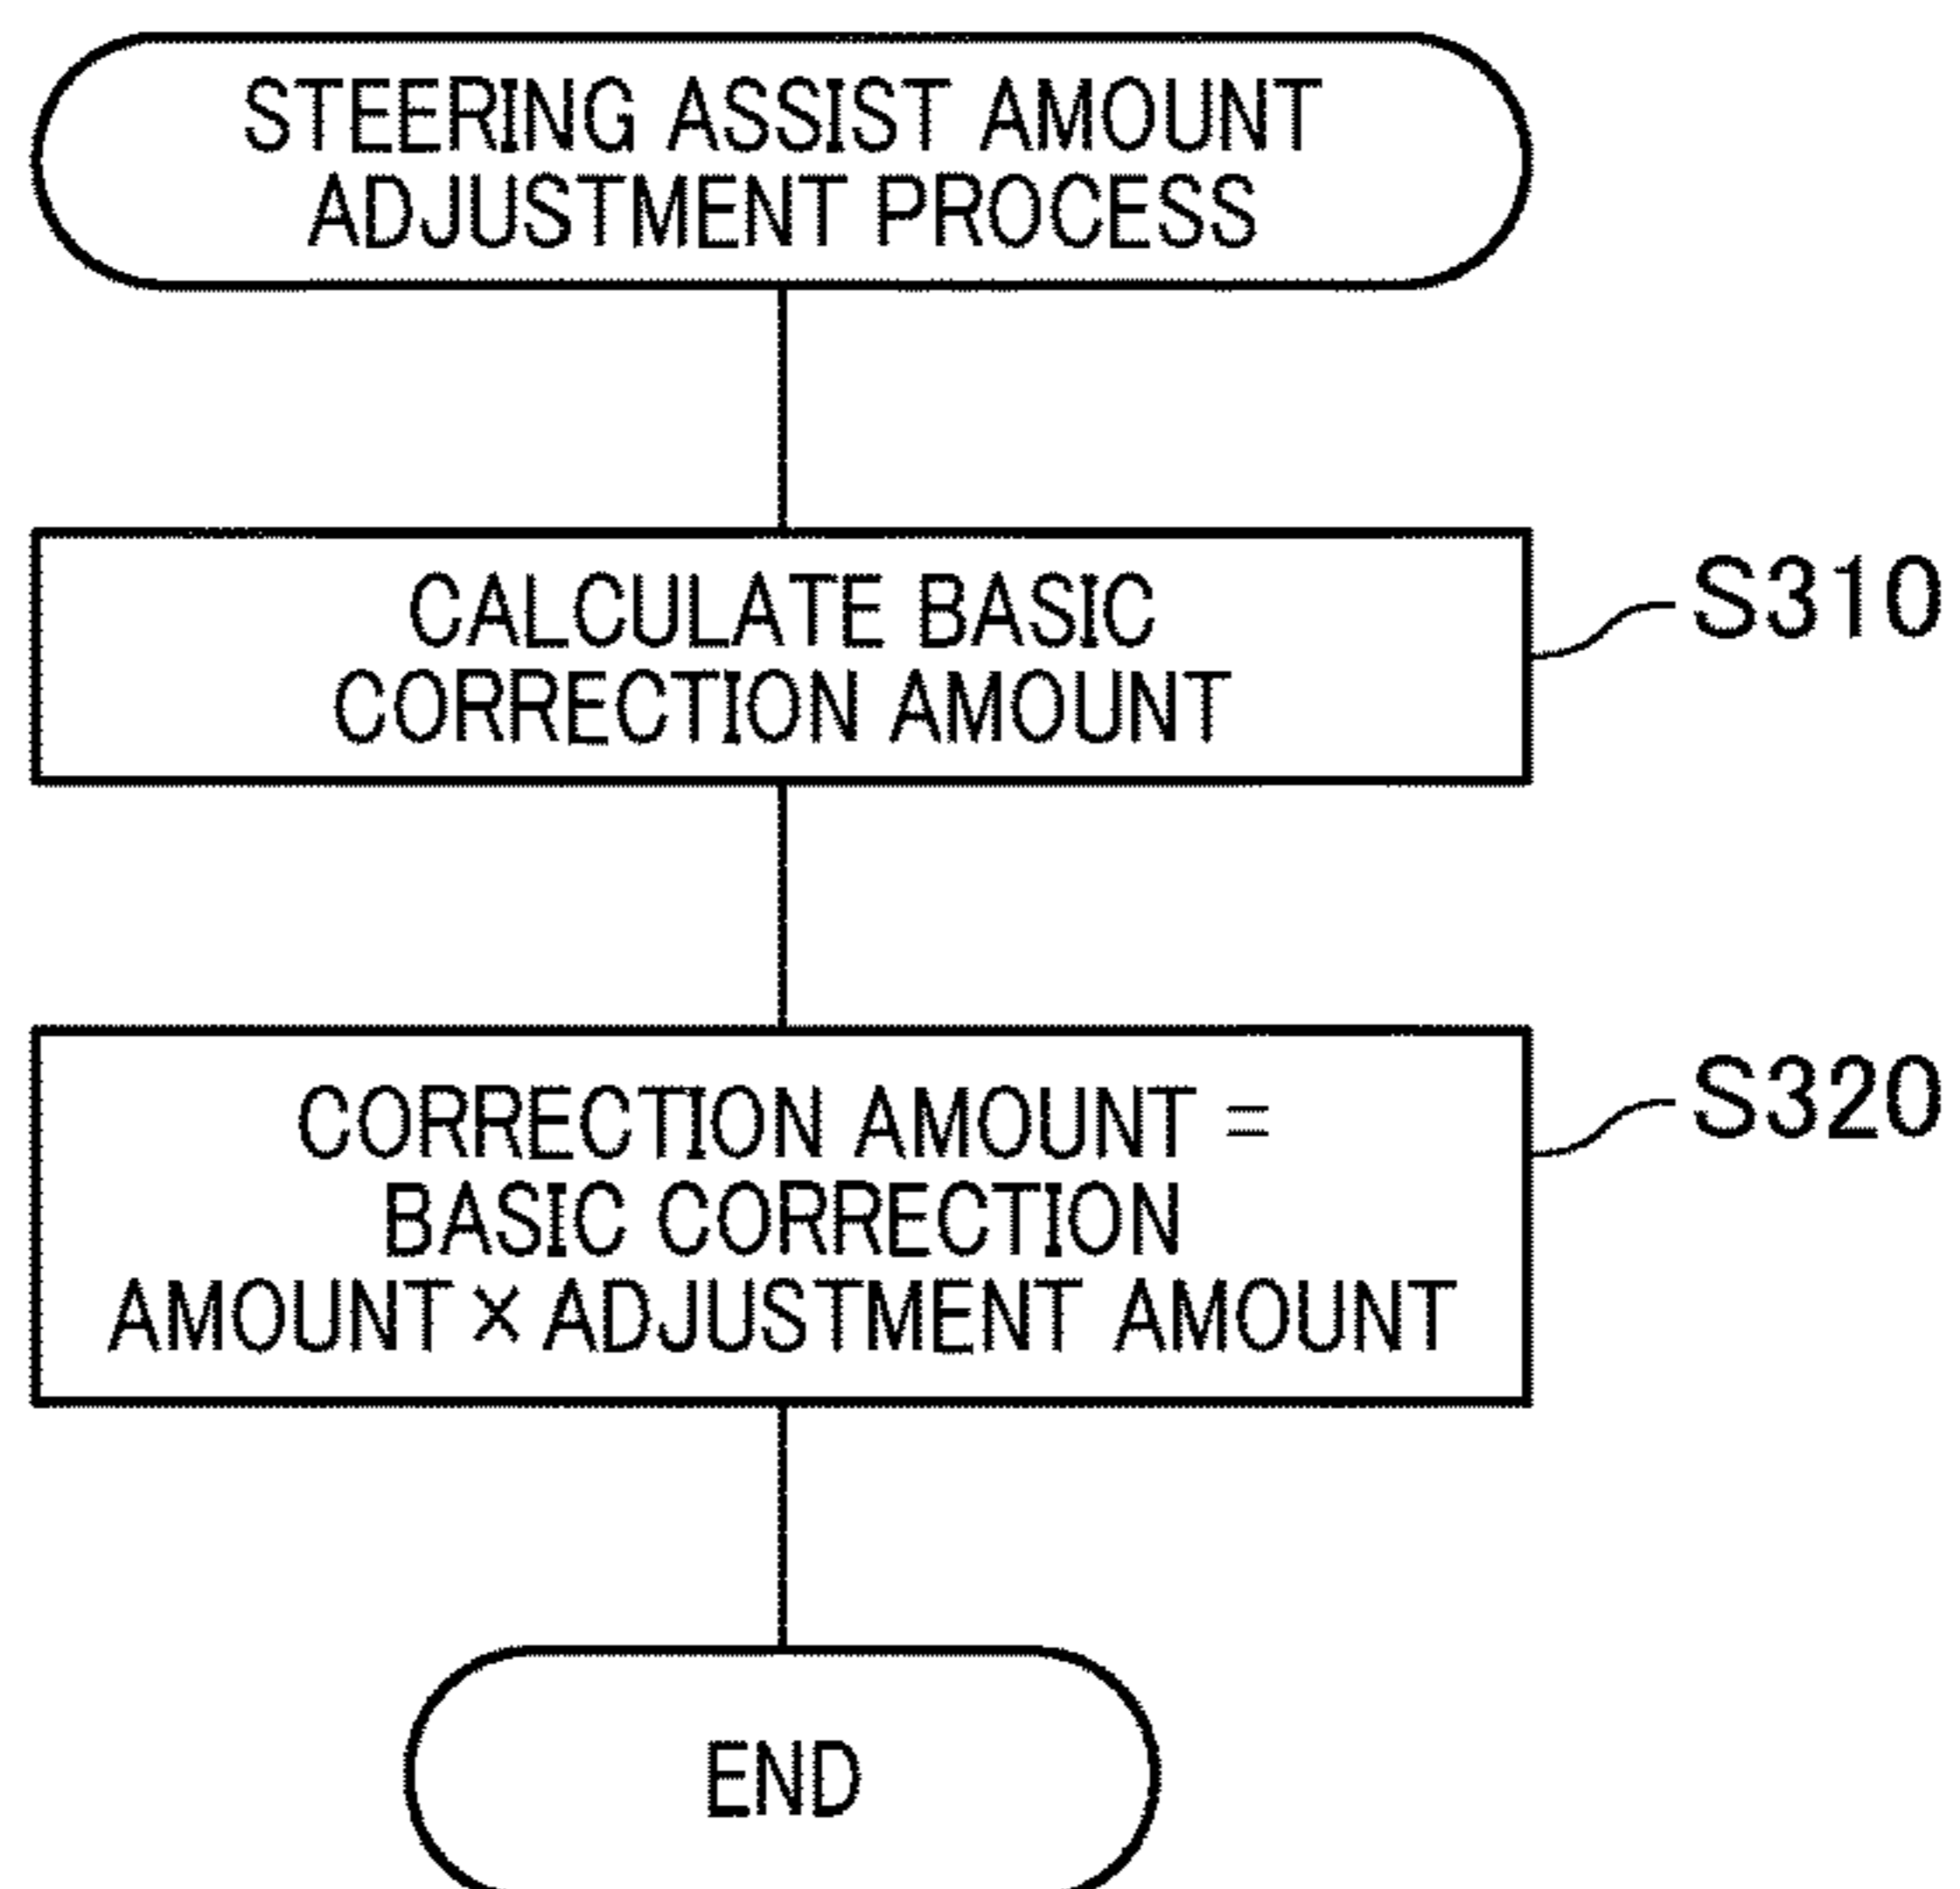 STEERING ASSIST AMOUNT
ADJUSTMENT PROCESS
CALCULATE BASIC
CORRECTION AMOUNT
S310
CORRECTION AMOUNT =
BASIC CORRECTION
AMOUNT × ADJUSTMENT AMOUNT
S320
END